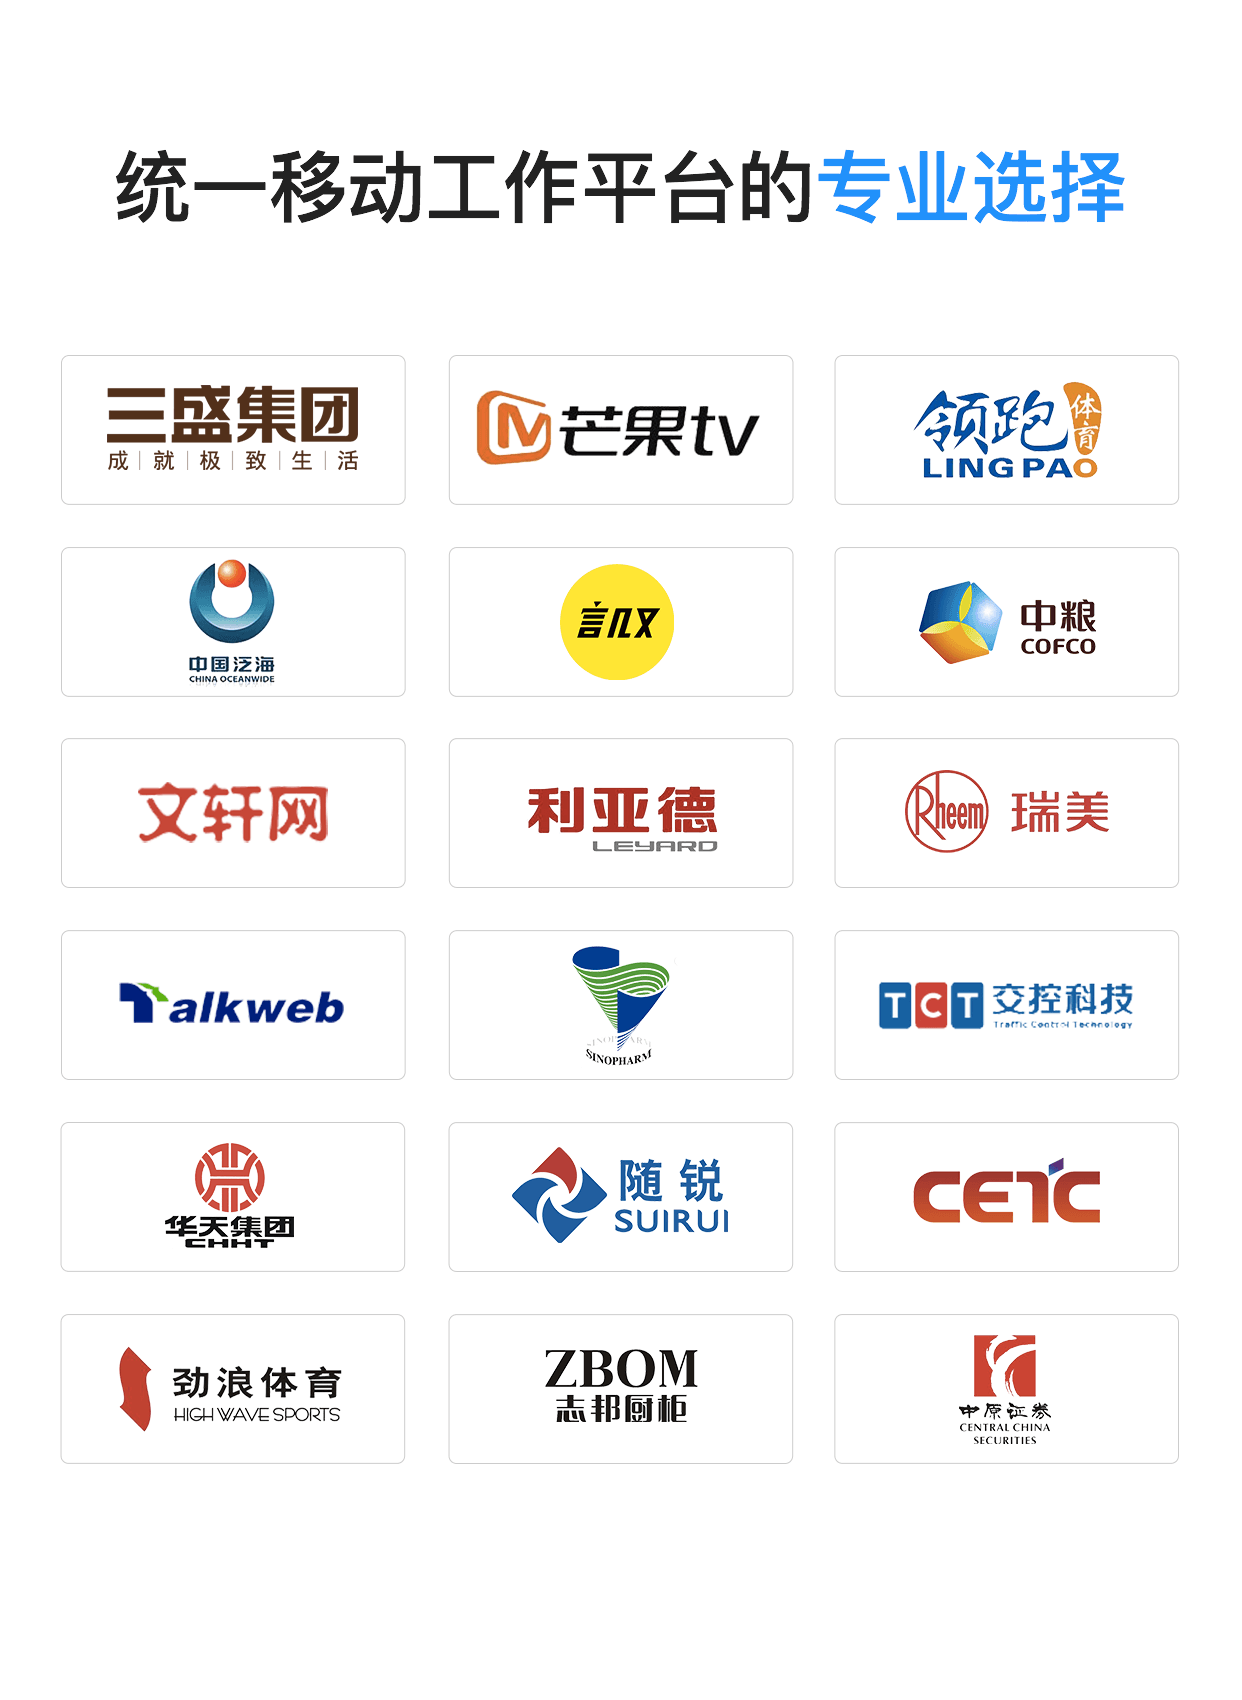 统一移动工作平台的专业选择
三盛集团
成就极致生活
芒果tv
领跑
体育
LING PAO
中国泛海
CHINA OCEANWIDE
言几又
中粮
COFCO
文轩网
利亚德
LEYARD
Rheem
瑞美
Talkweb
SINOPHARM
SINOPHARM
TCT
交控科技
Traffic Control Technology
华天集团
CHHT
随锐
SUIRUI
CETC
劲浪体育
HIGH WAVE SPORTS
ZBOM
志邦厨柜
中原证券
CENTRAL CHINA
SECURITIES